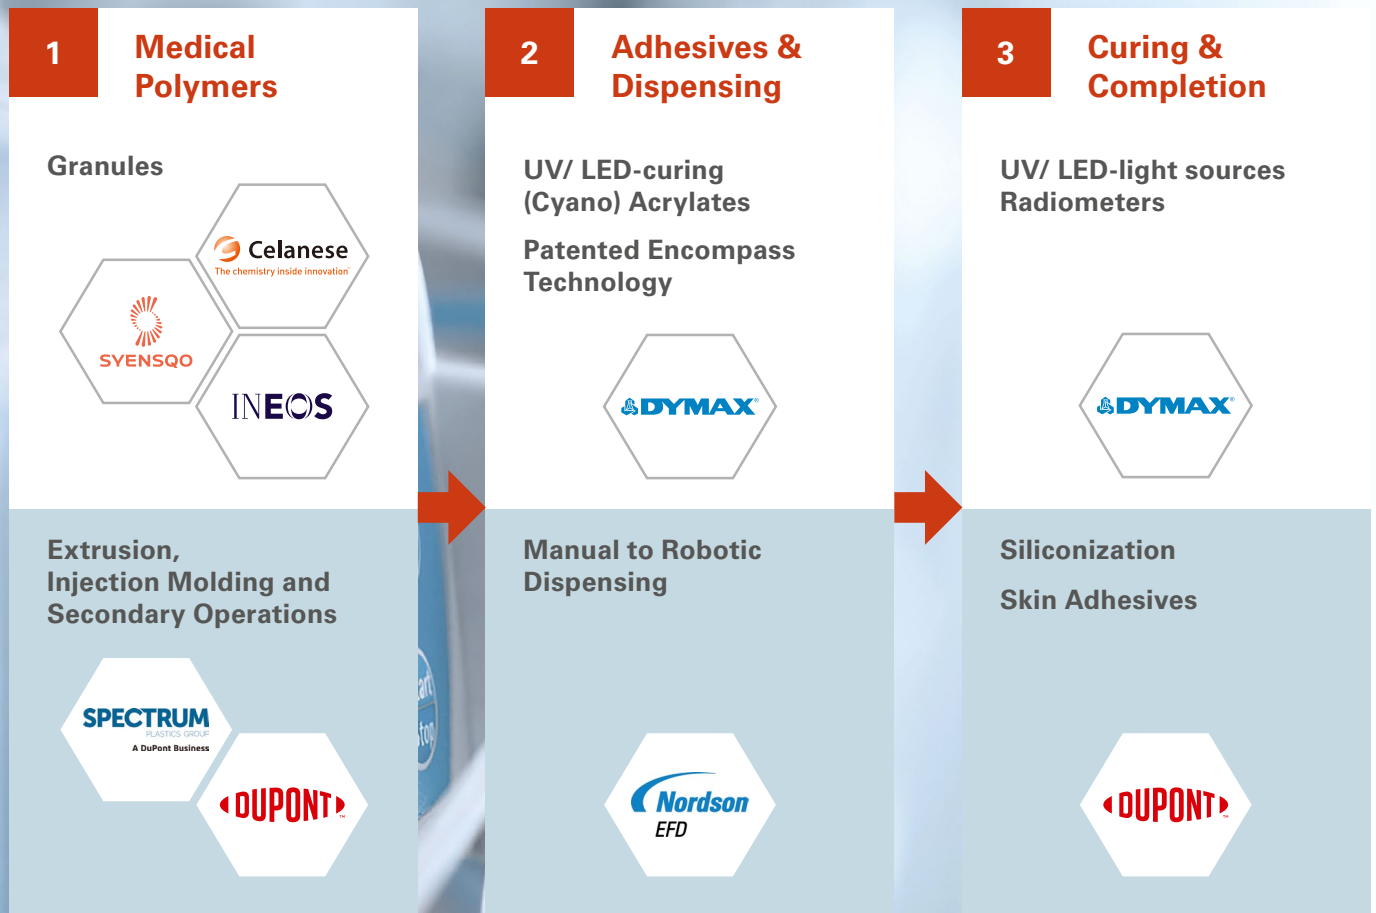 1
Medical
Polymers
Granules
Celanese
The chemistry inside innovation
SYENSQO
INEOS
Extrusion,
Injection Molding and
Secondary Operations
SPECTRUM
PLASTICS GROUP
A DuPont Business
DUPONT™
2
Adhesives &
Dispensing
UV/ LED-curing
(Cyano) Acrylates
Patented Encompass
Technology
DYMAX®
Manual to Robotic
Dispensing
Nordson
EFD
3
Curing &
Completion
UV/ LED-light sources
Radiometers
DYMAX®
Siliconization
Skin Adhesives
DUPONT™